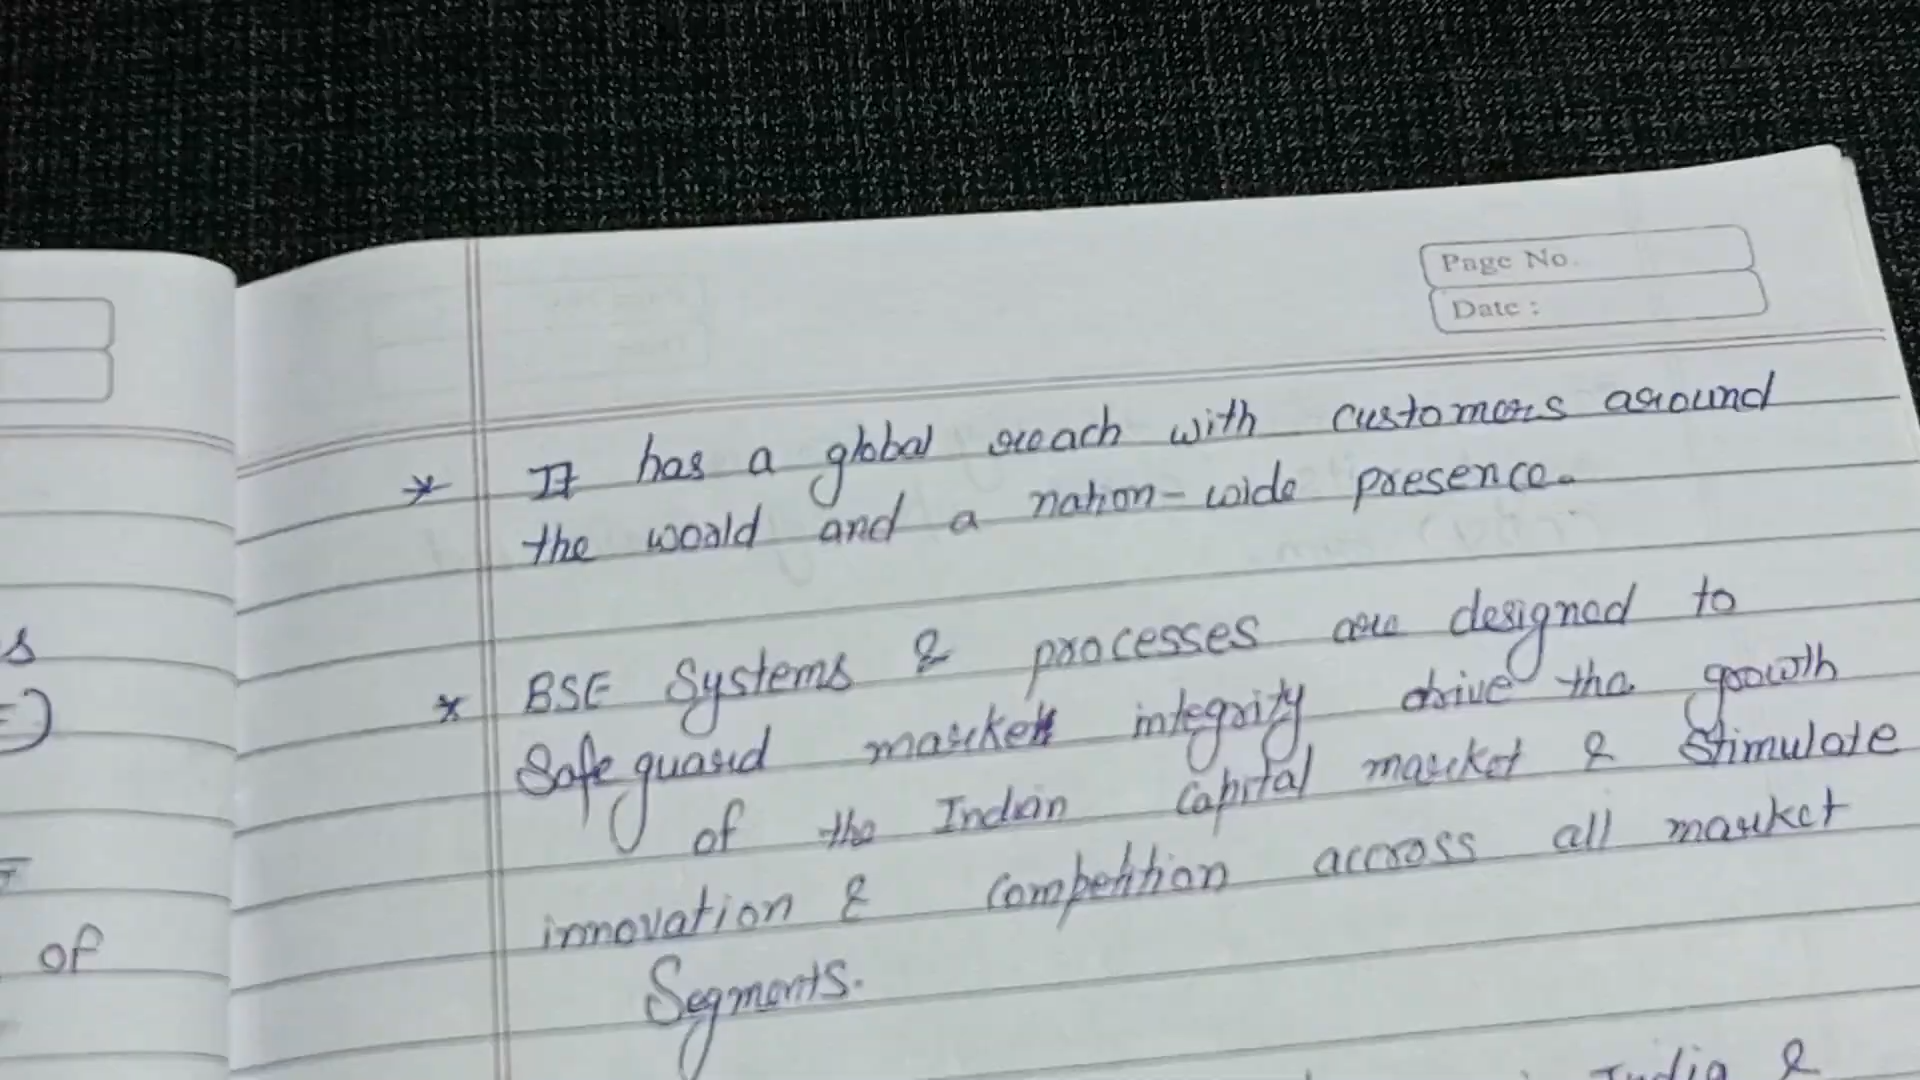 Page No.
Date :
* It has a global reach with customers around
the world and a nation-wide presence.
* BSE Systems & processes are designed to
Safeguard market integrity drive the growth
of the Indian Capital market & Stimulate
innovation & Competition accross all market
Segments.
India &
s
of